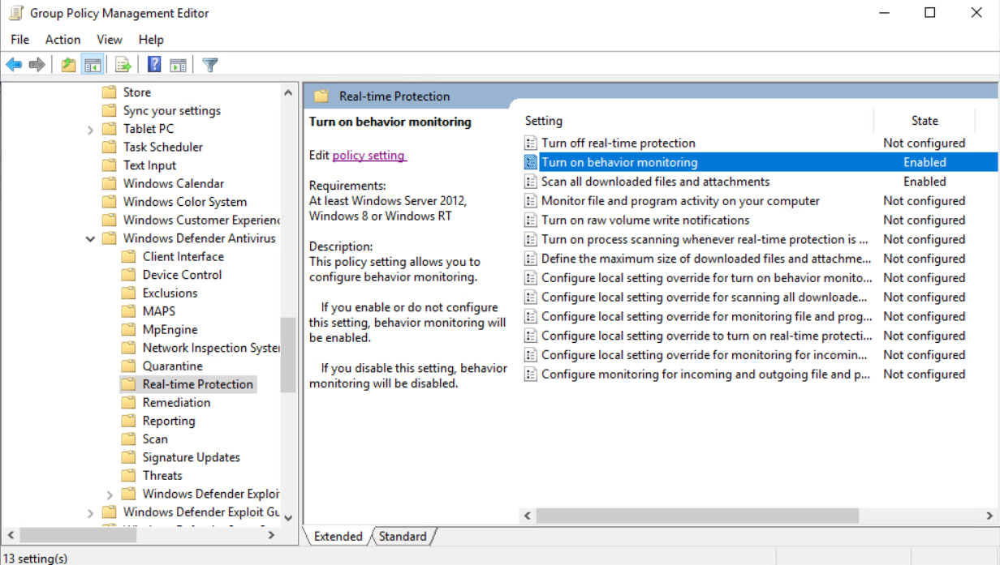 Group Policy Management Editor
File Action View Help
Store
Sync your settings
Tablet PC
Task Scheduler
Text Input
Windows Calendar
Windows Color System
Windows Customer Experienc
Windows Defender Antivirus
Client Interface
Device Control
Exclusions
MAPS
MpEngine
Network Inspection Syster
Quarantine
Real-time Protection
Remediation
Reporting
Scan
Signature Updates
Threats
Windows Defender Exploi
Windows Defender Exploit Gu
Real-time Protection
Turn on behavior monitoring
Edit policy setting
Requirements:
At least Windows Server 2012,
Windows 8 or Windows RT
Description:
This policy setting allows you to
configure behavior monitoring.
If you enable or do not configure
this setting, behavior monitoring will
be enabled.
If you disable this setting, behavior
monitoring will be disabled.
Setting State
Turn off real-time protection Not configured
Turn on behavior monitoring Enabled
Scan all downloaded files and attachments Enabled
Monitor file and program activity on your computer Not configured
Turn on raw volume write notifications Not configured
Turn on process scanning whenever real-time protection is ... Not configured
Define the maximum size of downloaded files and attachme... Not configured
Configure local setting override for turn on behavior monito... Not configured
Configure local setting override for scanning all downloade... Not configured
Configure local setting override for monitoring file and prog... Not configured
Configure local setting override to turn on real-time protecti... Not configured
Configure local setting override for monitoring for incomin... Not configured
Configure monitoring for incoming and outgoing file and p... Not configured
Extended Standard
13 setting(s)